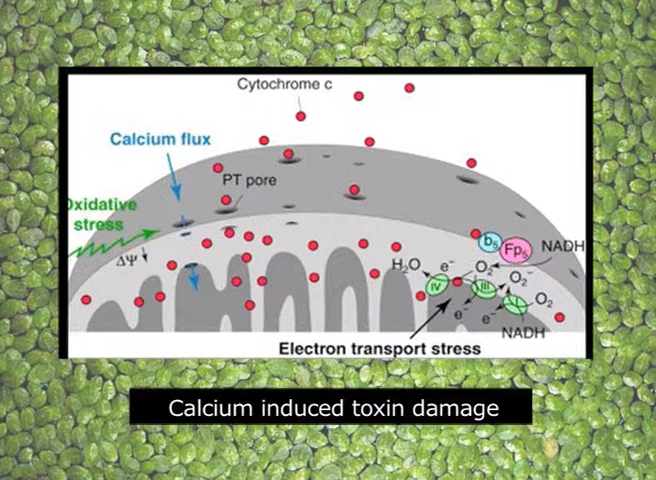 Cytochrome c
Calcium flux
PT pore
Oxidative
stress
ΔΨ
b5
Fp5
NADH
H2O
e-
O2
O2-
IV
III
I
O2
e-
e-
NADH
Electron transport stress
Calcium induced toxin damage